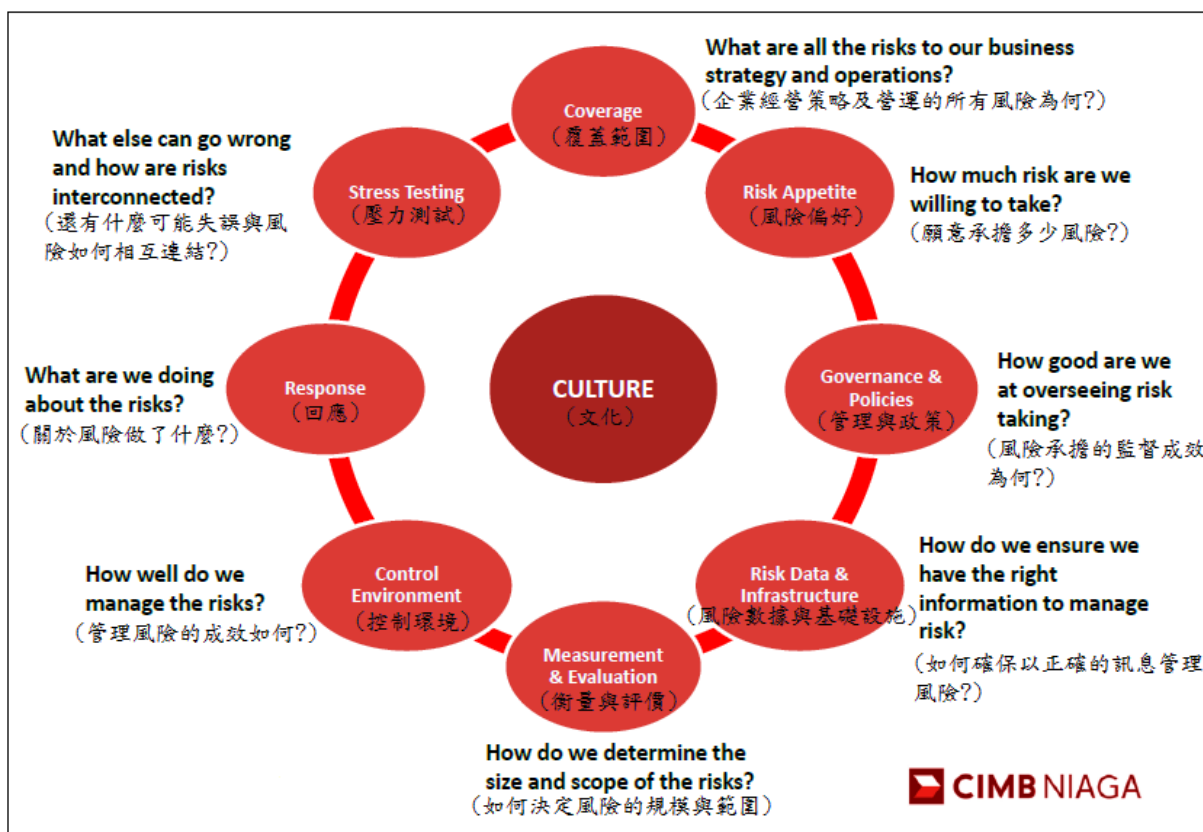 What are all the risks to our business
strategy and operations?
(企業經營策略及營運的所有風險為何?)
Coverage
(覆蓋範圍)
What else can go wrong
and how are risks
interconnected?
(還有什麼可能失誤與風
險如何相互連結?)
Stress Testing
(壓力測試)
Risk Appetite
(風險偏好)
How much risk are we
willing to take?
(願意承擔多少風險?)
What are we doing
about the risks?
(關於風險做了什麼?)
Response
(回應)
CULTURE
(文化)
Governance &
Policies
(管理與政策)
How good are we
at overseeing risk
taking?
(風險承擔的監督成效
為何?)
How well do we
manage the risks?
(管理風險的成效如何?)
Control
Environment
(控制環境)
Risk Data &
Infrastructure
(風險數據與基礎設施)
How do we ensure we
have the right
information to manage
risk?
(如何確保以正確的訊息管理
風險?)
Measurement
& Evaluation
(衡量與評價)
How do we determine the
size and scope of the risks?
(如何決定風險的規模與範圍)
CIMB NIAGA